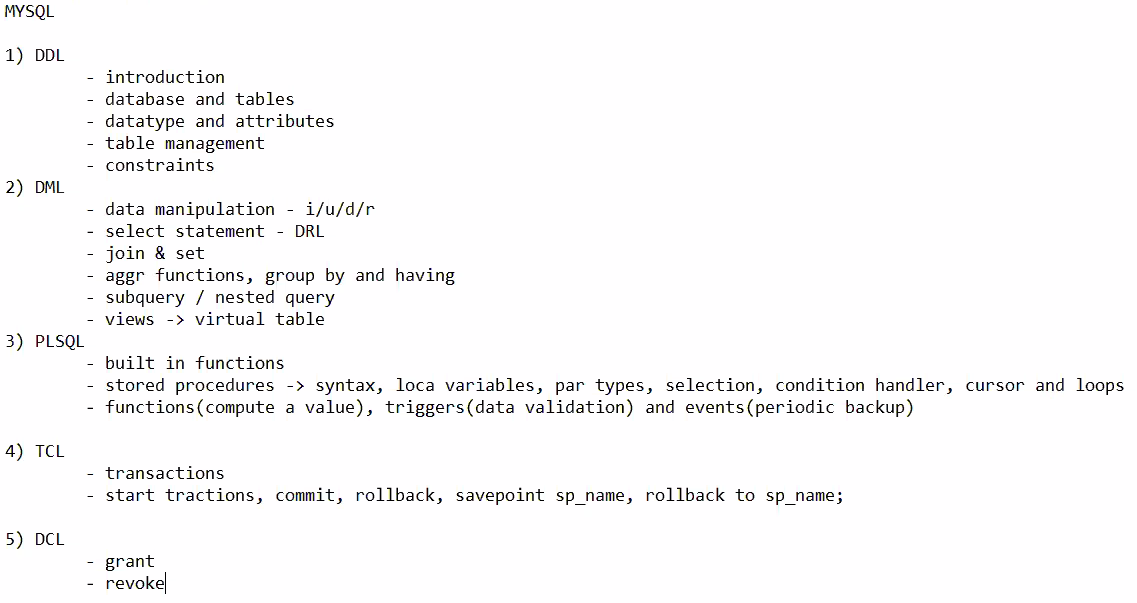 MYSQL
1) DDL
- introduction
- database and tables
- datatype and attributes
- table management
- constraints
2) DML
- data manipulation - i/u/d/r
- select statement - DRL
- join & set
- aggr functions, group by and having
- subquery / nested query
- views -> virtual table
3) PLSQL
- built in functions
- stored procedures -> syntax, loca variables, par types, selection, condition handler, cursor and loops
- functions(compute a value), triggers(data validation) and events(periodic backup)
4) TCL
- transactions
- start tractions, commit, rollback, savepoint sp_name, rollback to sp_name;
5) DCL
- grant
- revoke